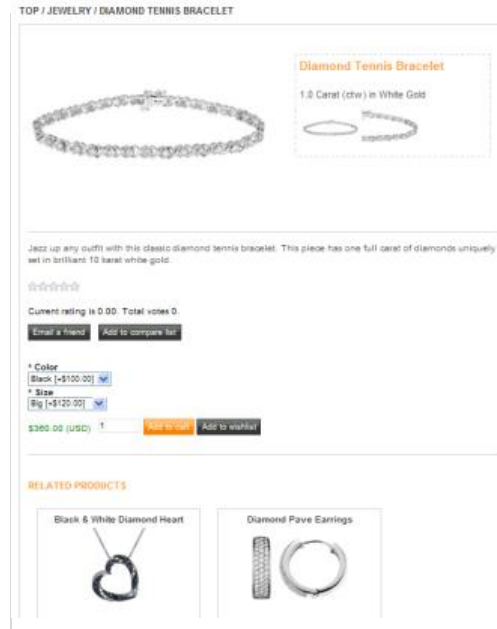 TOP / JEWELRY / DIAMOND TENNIS BRACELET
Diamond Tennis Bracelet
1.0 Carat (ctw) in White Gold
Jazz up any outfit with this classic diamond tennis bracelet. This piece has one full carat of diamonds uniquely
set in brilliant 10 karat white gold.
Current rating is 0.00. Total votes 0.
Email a friend Add to compare list
* Color
Black [+$100.00]
* Size
Big [+$120.00]
$360.00 (USD) 1 Add to cart Add to wishlist
RELATED PRODUCTS
Black & White Diamond Heart Diamond Pave Earrings